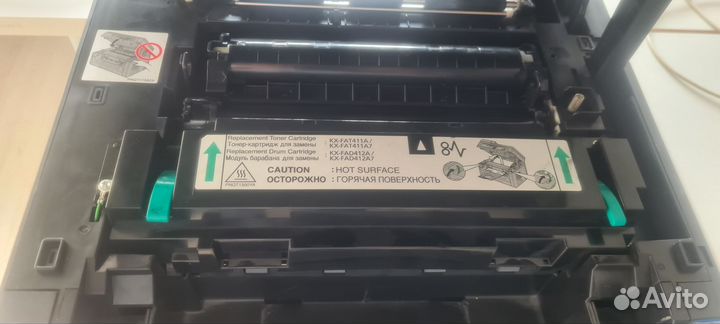 Replacement Toner Cartridge : KX-FAT411A /
Тонер-картридж для замены KX-FAT411A7
Replacement Drum Cartridge : KX-FAD412A /
Модуль барабана для замены KX-FAD412A7
CAUTION : HOT SURFACE
ОСТОРОЖНО : ГОРЯЧАЯ ПОВЕРХНОСТЬ
Avito